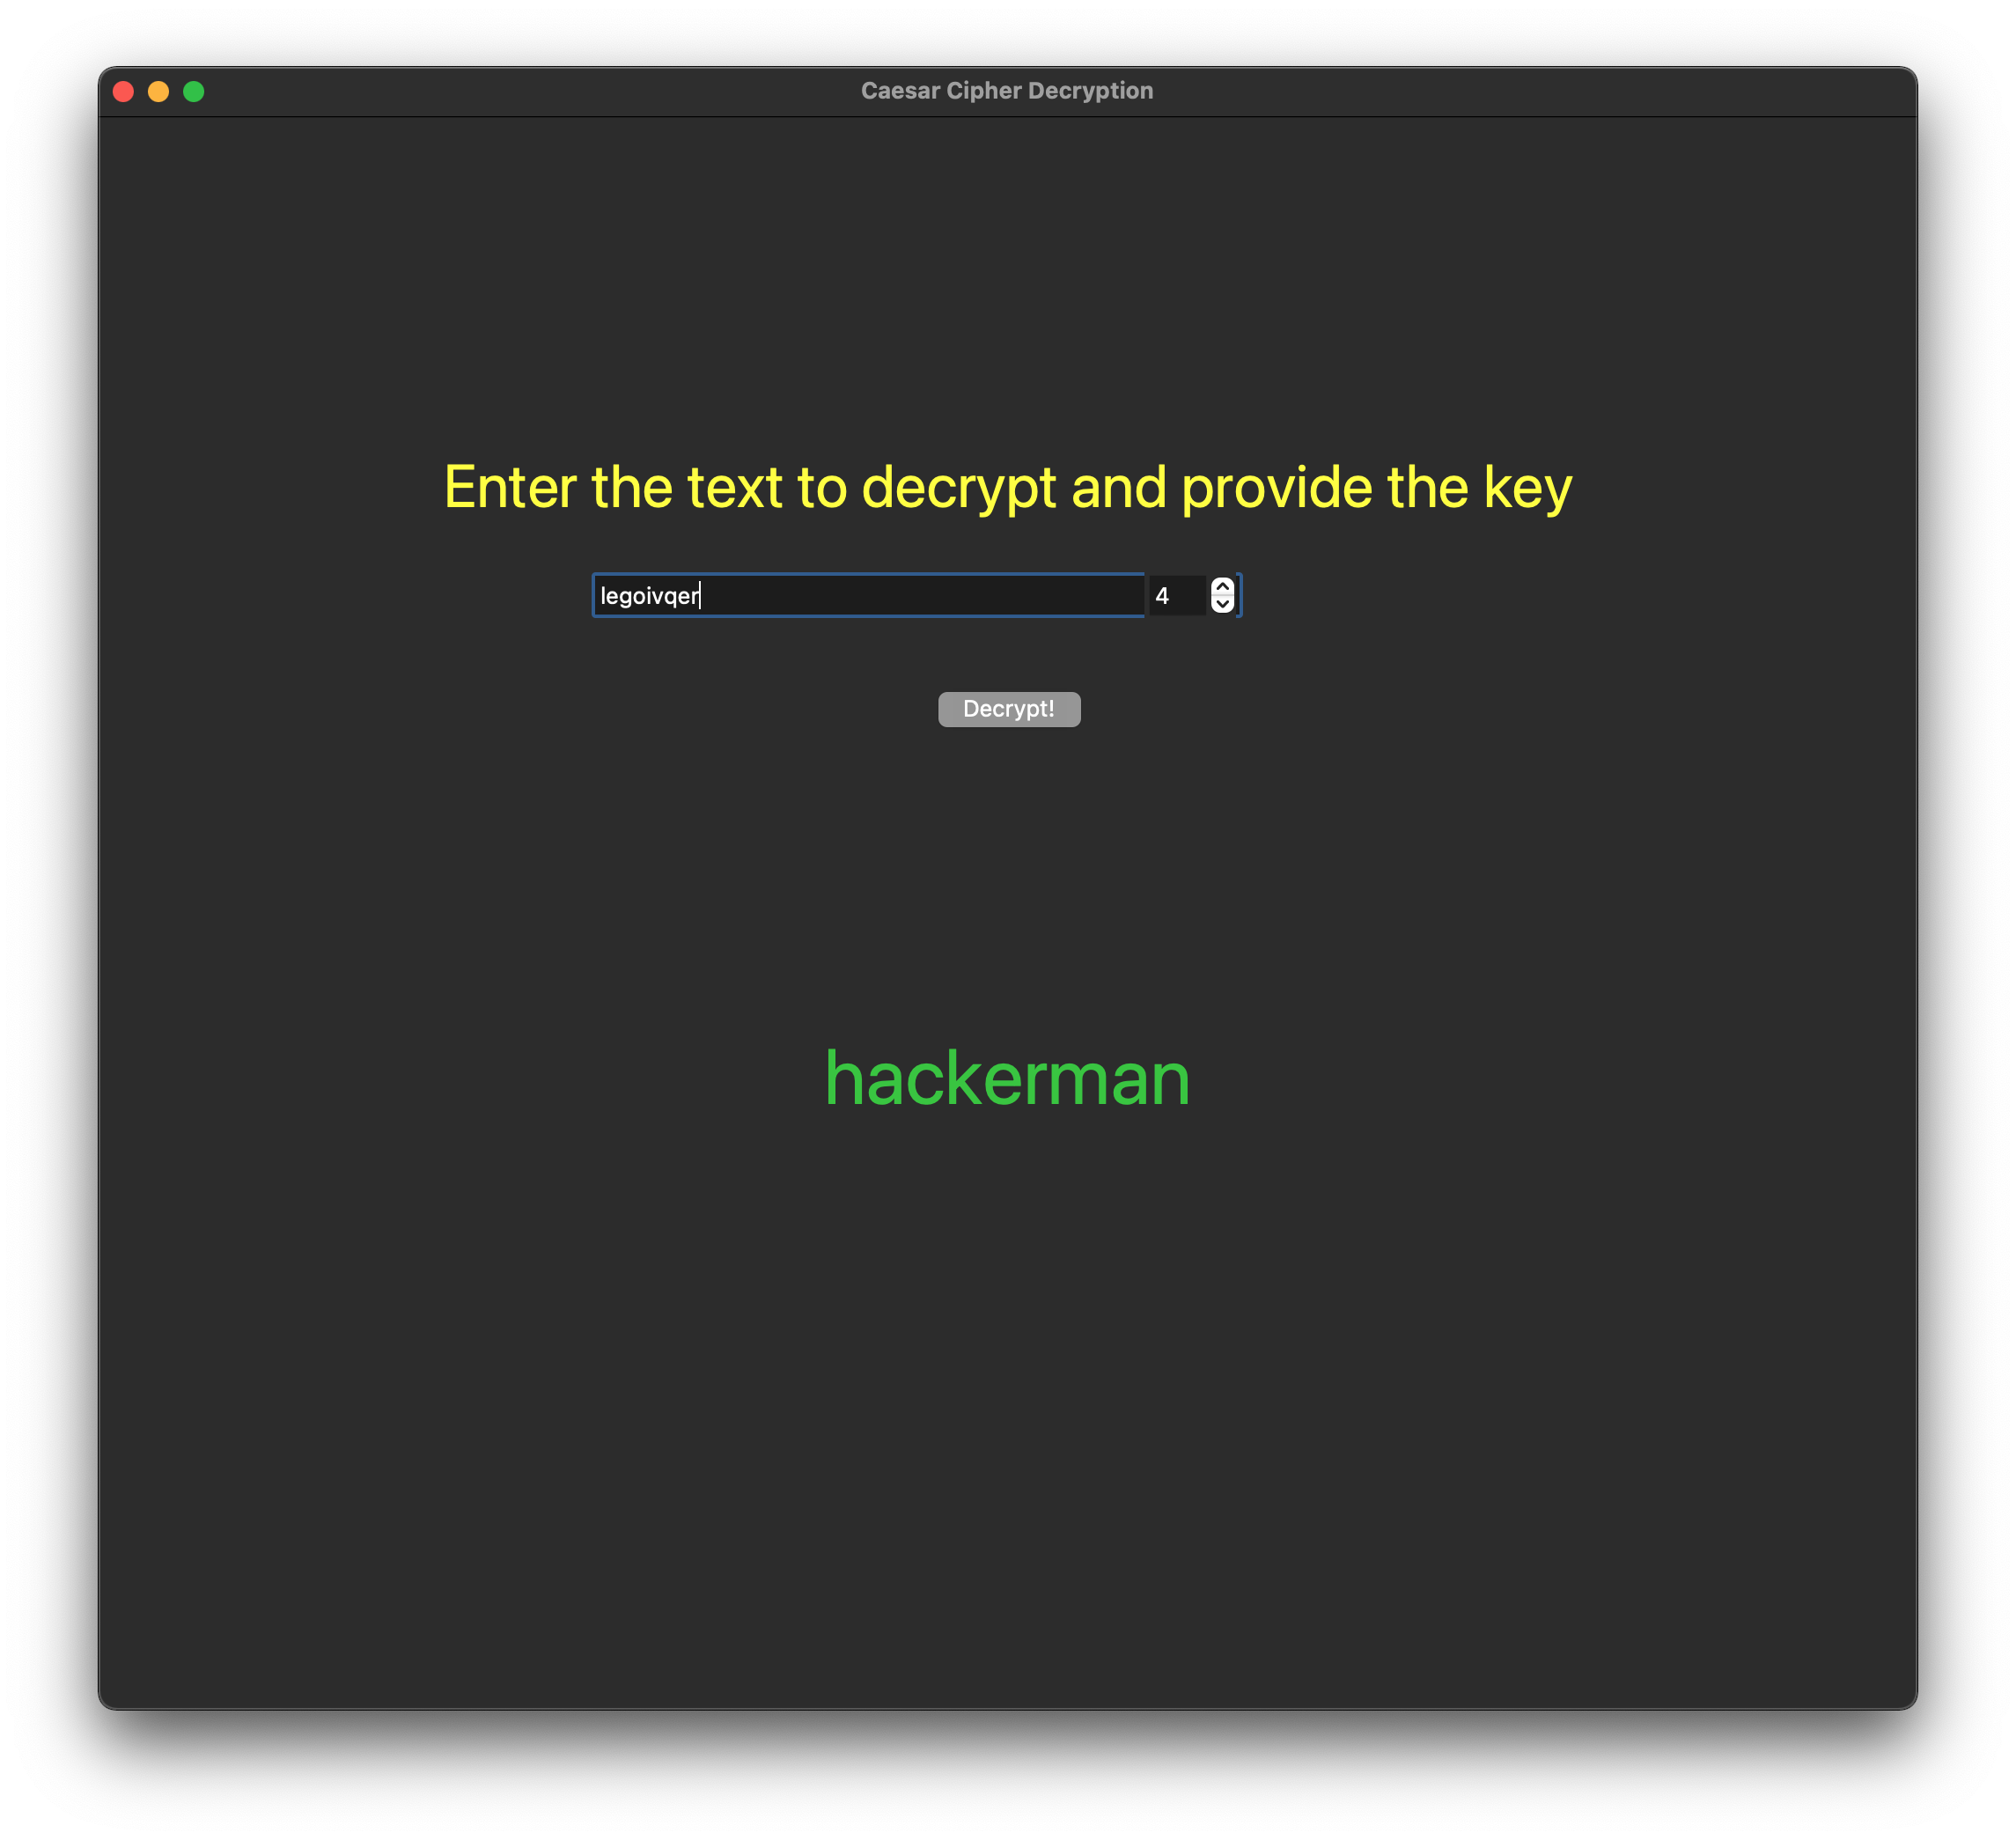 Caesar Cipher Decryption
Enter the text to decrypt and provide the key
legoivqer 4
Decrypt!
hackerman